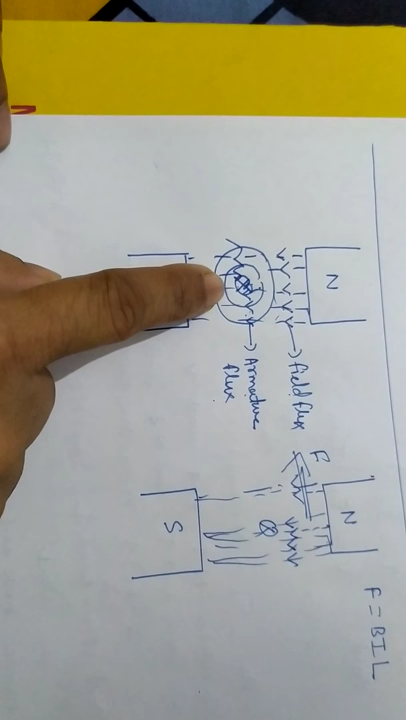 N
Field flux
Armature
flux
F
N
S
F = BIL